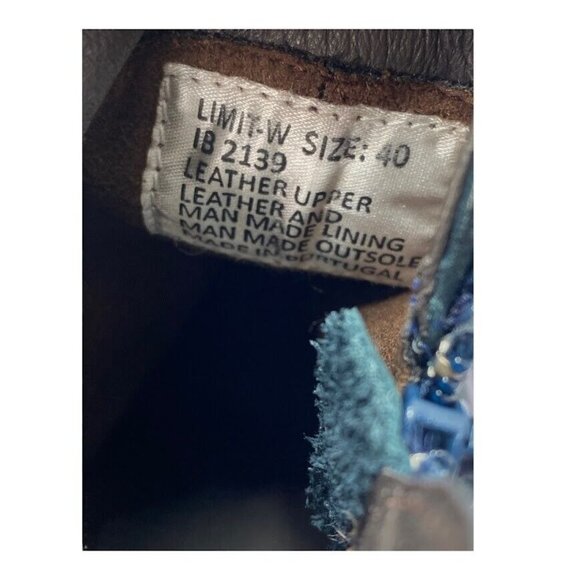 LIMIT-W SIZE: 40
IB 2139
LEATHER UPPER
LEATHER AND
MAN MADE LINING
MAN MADE OUTSOLE
MADE IN PORTUGAL